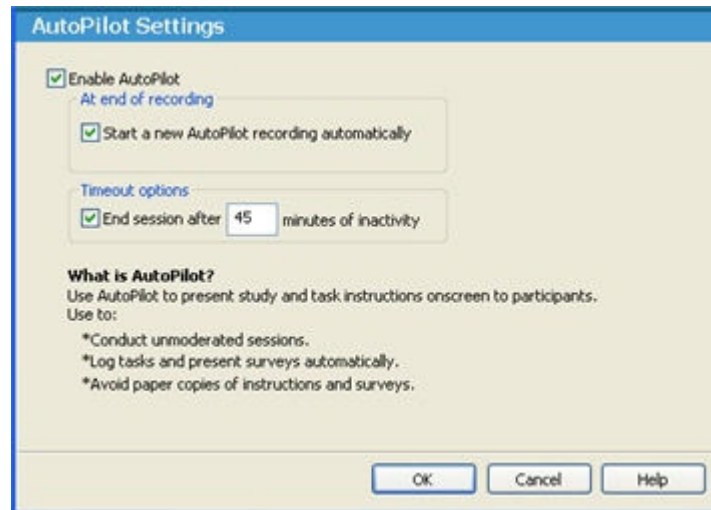 AutoPilot Settings
Enable AutoPilot
At end of recording
Start a new AutoPilot recording automatically
Timeout options
End session after 45 minutes of inactivity
What is AutoPilot?
Use AutoPilot to present study and task instructions onscreen to participants.
Use to:
*Conduct unmoderated sessions.
*Log tasks and present surveys automatically.
*Avoid paper copies of instructions and surveys.
OK Cancel Help